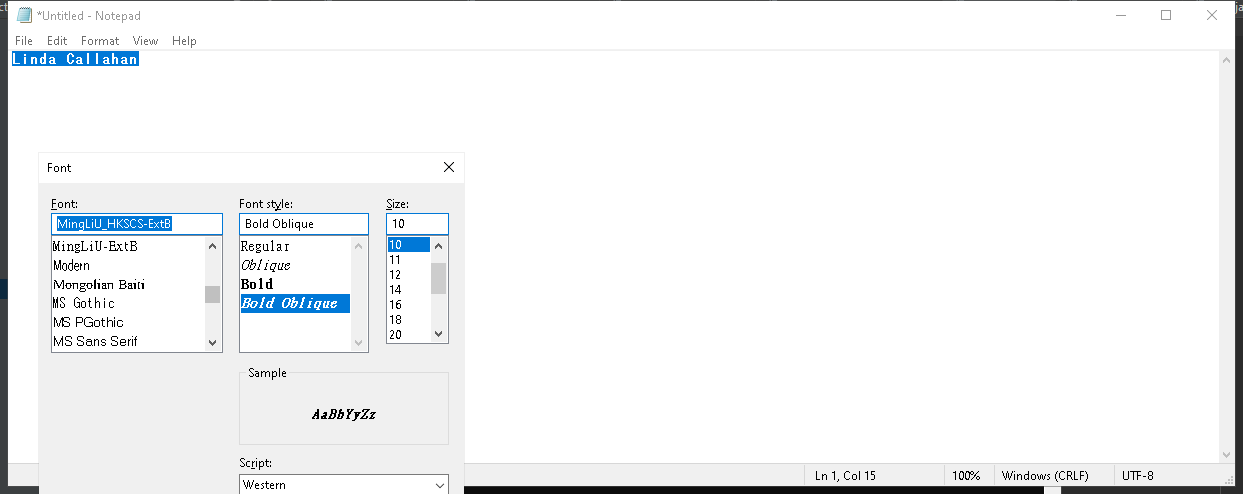 *Untitled - Notepad
File Edit Format View Help
Linda Callahan
Font
Font: Font style: Size:
MingLiU_HKSCS-ExtB Bold Oblique 10
MingLiU-ExtB
Modern
Mongolian Baiti
MS Gothic
MS PGothic
MS Sans Serif
Regular
Oblique
Bold
Bold Oblique
10
11
12
14
16
18
20
Sample
AaBbYyZz
Script:
Western
Ln 1, Col 15 100% Windows (CRLF) UTF-8